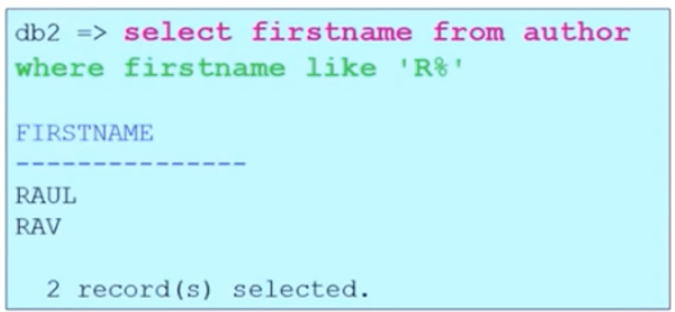 db2 => select firstname from author
where firstname like 'R%'
FIRSTNAME
---------------
RAUL
RAV
2 record(s) selected.